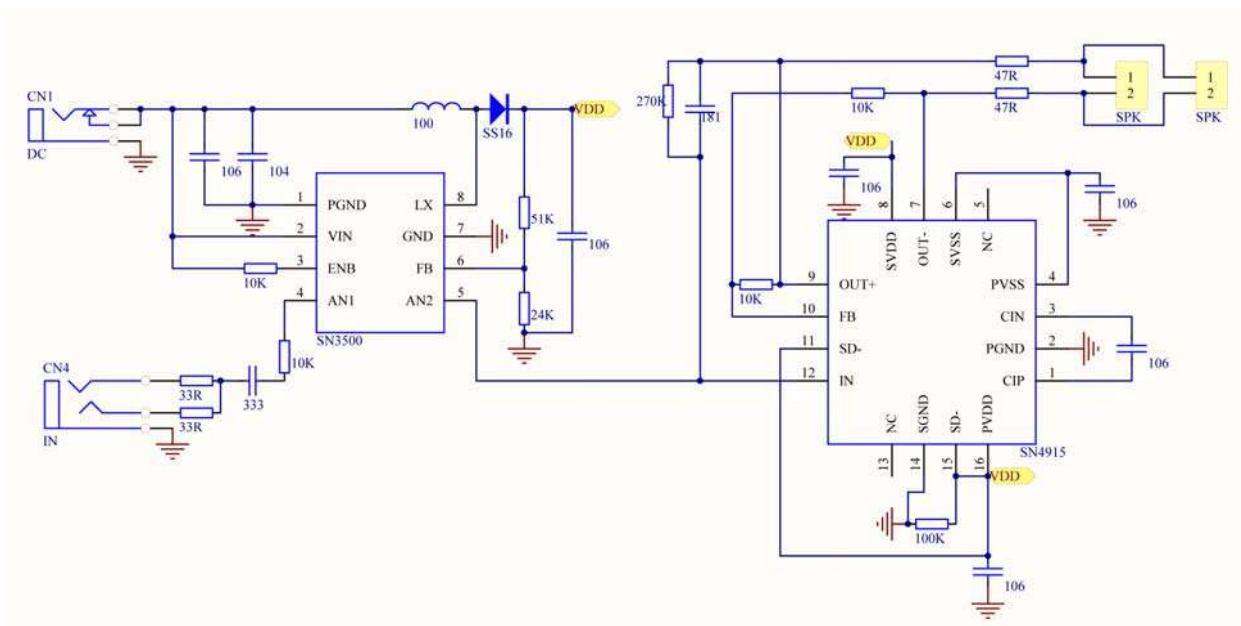 CN1
DC
106
104
100
SS16
VDD
51K
106
24K
1
PGND
LX
8
2
VIN
GND
7
3
ENB
FB
6
4
AN1
AN2
5
10K
SN3500
10K
CN4
IN
33R
33R
333
270K
181
10K
47R
47R
1
2
SPK
1
2
SPK
VDD
106
8
7
6
5
SVDD
OUT-
SVSS
NC
106
10K
9
OUT+
PVSS
4
10
FB
CIN
3
11
SD-
PGND
2
12
IN
CIP
1
106
NC
SGND
SD-
PVDD
13
14
15
16
SN4915
VDD
100K
106